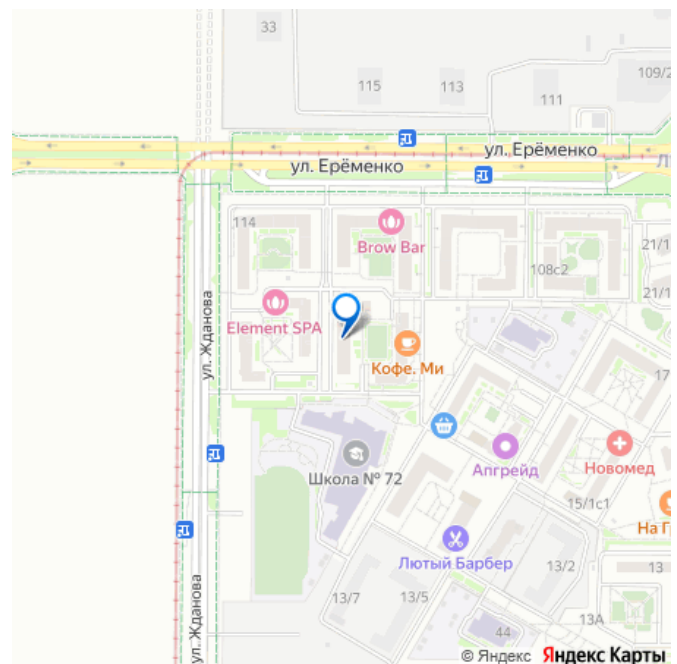 33
115
113
111
109/2
ул. Ерёменко
ул. Ерёменко
114
Brow Bar
108с2
21/1
21/1
Element SPA
ул. Жданова
Кофе. Ми
17
Апгрейд
Новомед
Школа № 72
15/1с1
На Г
Лютый Барбер
13/2
13
13/7
13/5
13А
44
ул. Жданова
© Яндекс Яндекс Карты